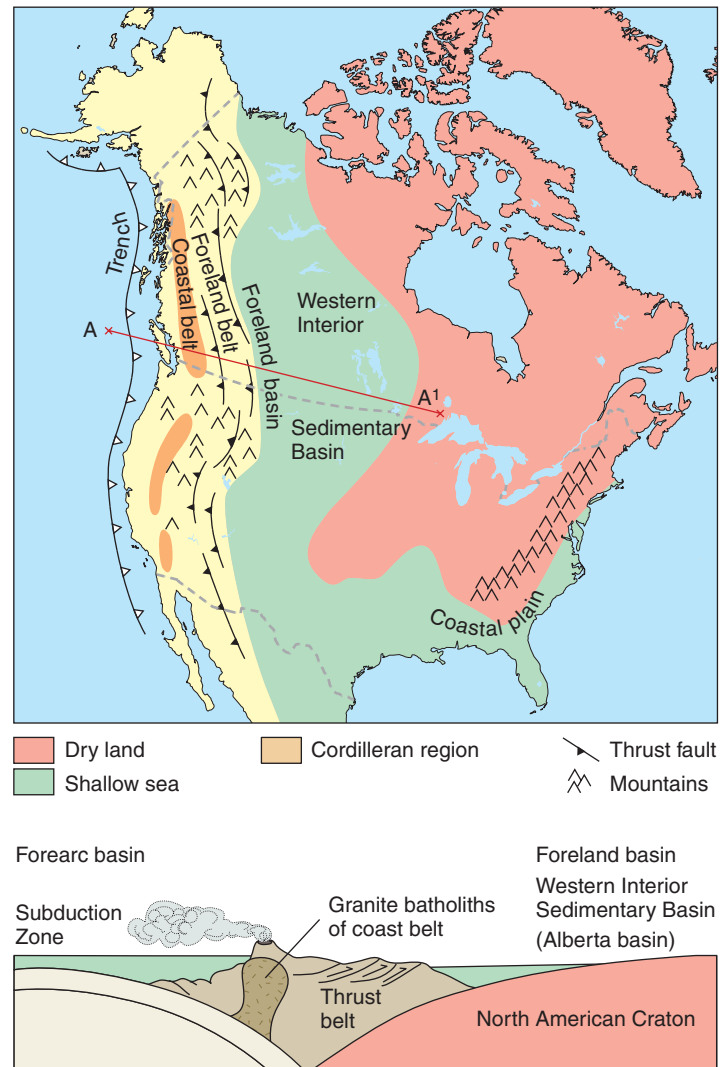 Trench
A
Coastal belt
Foreland belt
Foreland basin
Western
Interior
A1
Sedimentary
Basin
Coastal plain
Dry land
Cordilleran region
Thrust fault
Shallow sea
Mountains
Forearc basin
Foreland basin
Western Interior
Sedimentary Basin
(Alberta basin)
Subduction
Zone
Granite batholiths
of coast belt
Thrust
belt
North American Craton